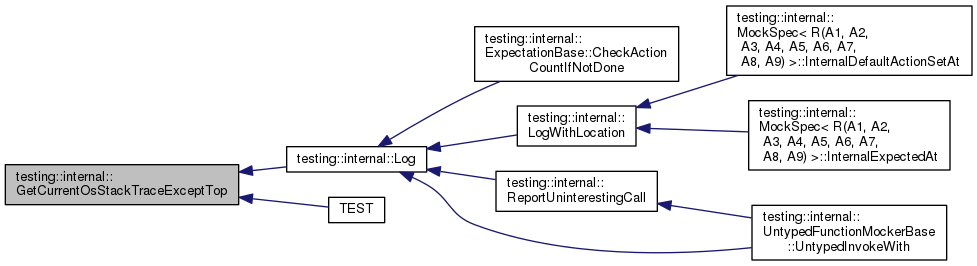 testing::internal::
GetCurrentOsStackTraceExceptTop
testing::internal::Log
TEST
testing::internal::
ExpectationBase::CheckAction
CountIfNotDone
testing::internal::
LogWithLocation
testing::internal::
ReportUninterestingCall
testing::internal::
MockSpec< R(A1, A2,
A3, A4, A5, A6, A7,
A8, A9) >::InternalDefaultActionSetAt
testing::internal::
MockSpec< R(A1, A2,
A3, A4, A5, A6, A7,
A8, A9) >::InternalExpectedAt
testing::internal::
UntypedFunctionMockerBase
::UntypedInvokeWith